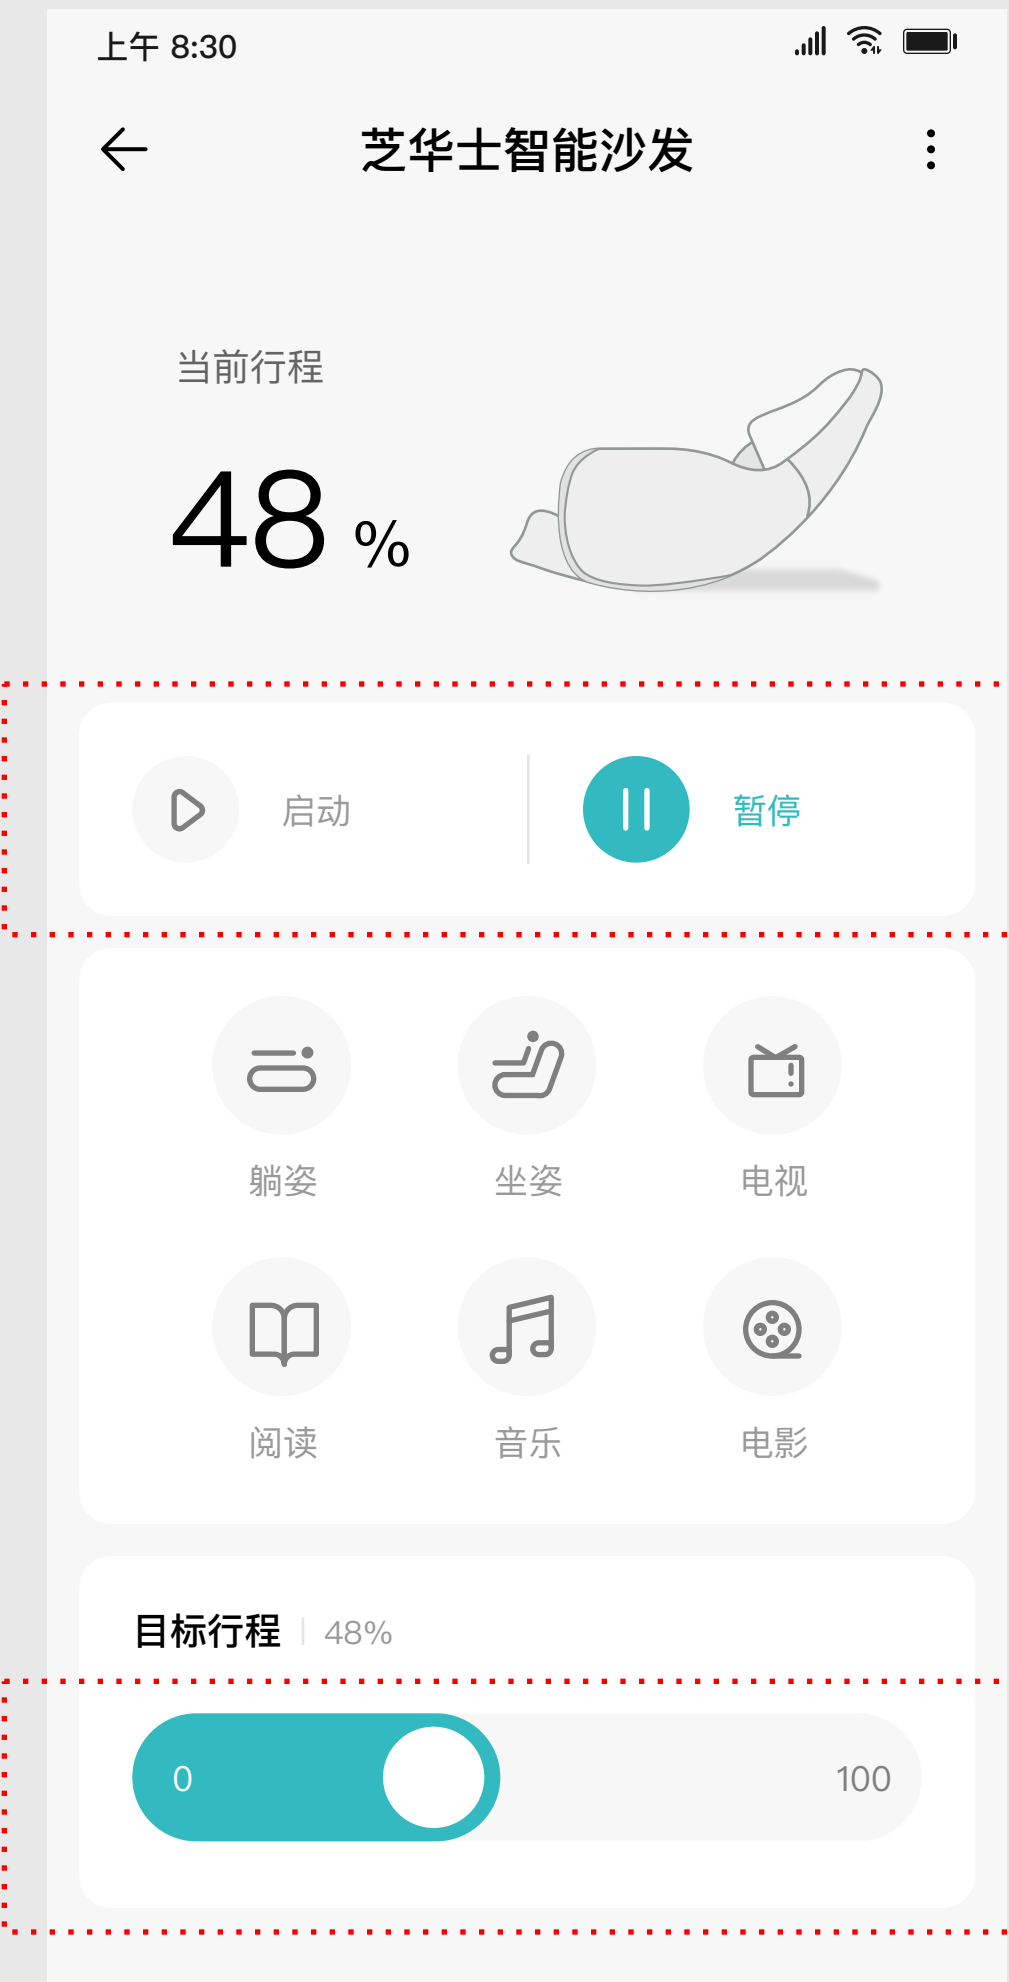 上午 8:30
芝华士智能沙发
当前行程
48 %
启动 暂停
躺姿 坐姿 电视
阅读 音乐 电影
目标行程 48%
0 100